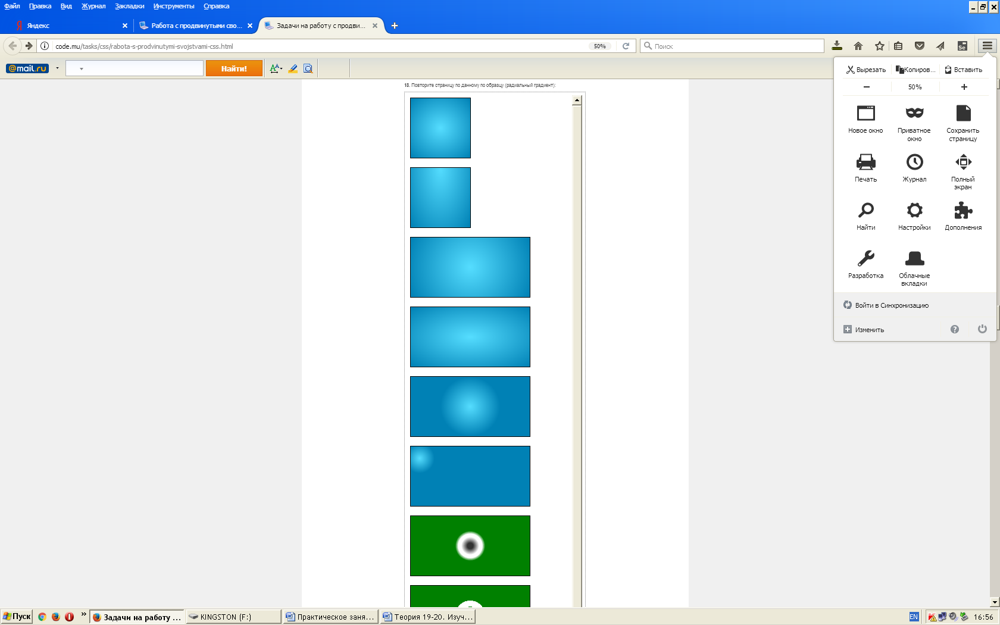 Файл Правка Вид Журнал Закладки Инструменты Справка
Яндекс
Работа с продвинутыми сво...
Задачи на работу с продви...
code.mu/tasks/css/rabota-s-prodvinutymi-svojstvami-css.html
50%
Поиск
@mail.ru
Найти!
18. Повторите страницу по данному по образцу (радиальный градиент):
Вырезать
Копиров...
Вставить
50%
Новое окно
Приватное окно
Сохранить страницу
Печать
Журнал
Полный экран
Найти
Настройки
Дополнения
Разработка
Облачные вкладки
Войти в Синхронизацию
Изменить
Пуск
Задачи на работу ...
KINGSTON (F:)
Практическое заня...
Теория 19-20. Изуч...
EN
16:56